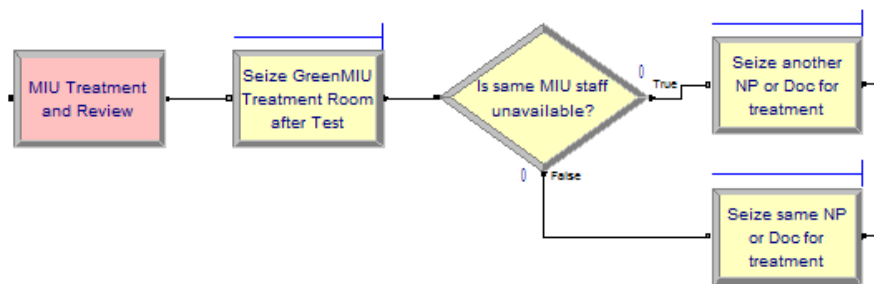 MIU Treatment
and Review
Seize GreenMIU
Treatment Room
after Test
Is same MIU staff
unavailable?
0
True
0
False
Seize another
NP or Doc for
treatment
Seize same NP
or Doc for
treatment